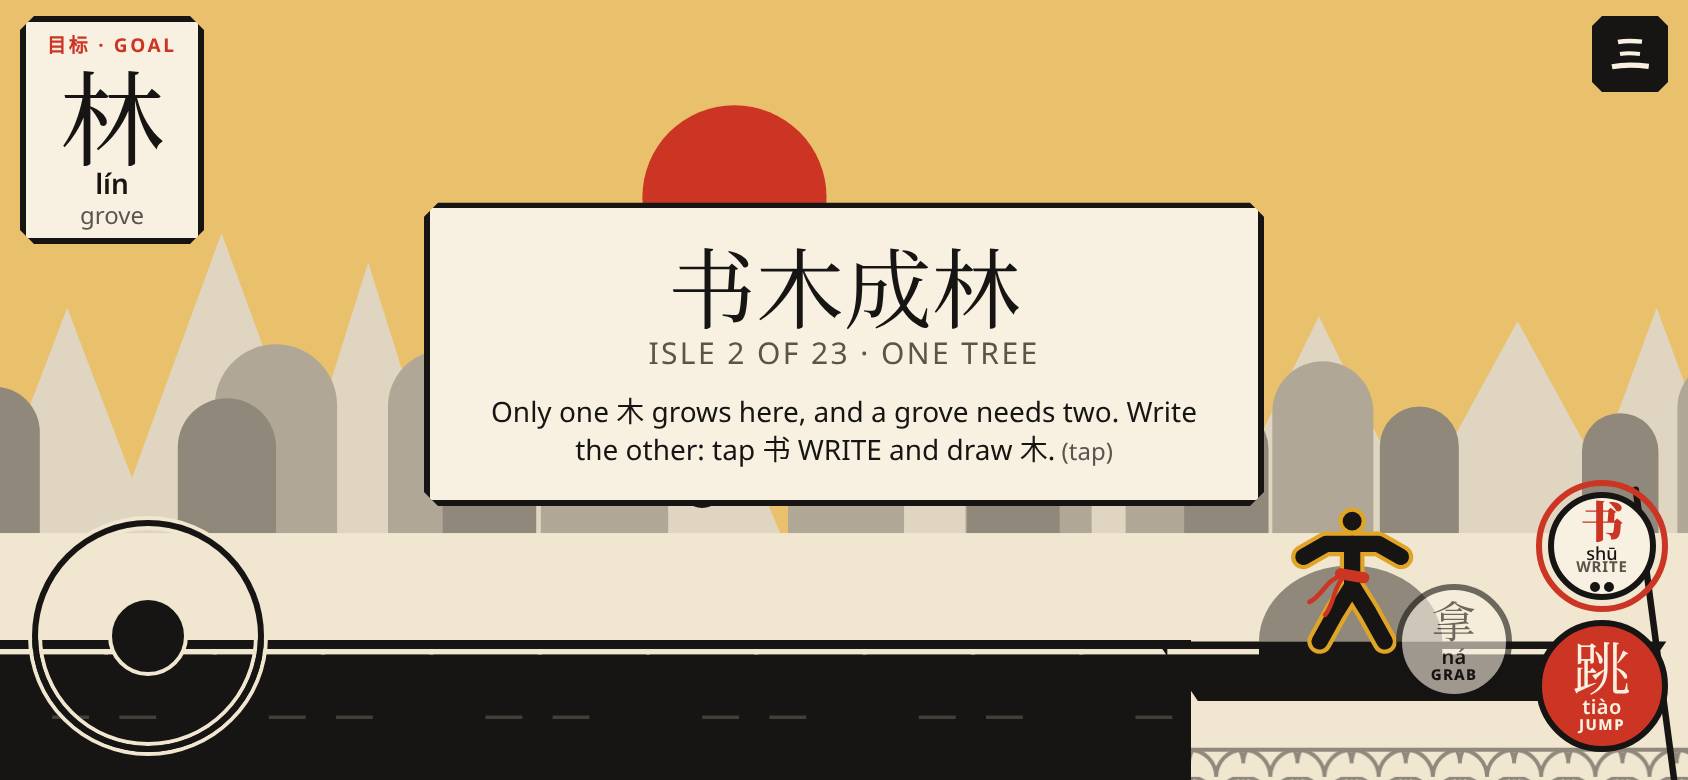 目标 · GOAL
林
lín
grove
三
书木成林
ISLE 2 OF 23 · ONE TREE
Only one 木 grows here, and a grove needs two. Write
the other: tap 书 WRITE and draw 木. (tap)
书
shū
WRITE
拿
ná
GRAB
跳
tiào
JUMP